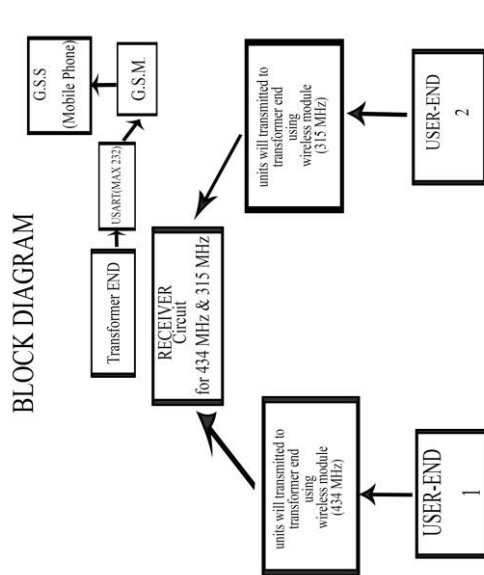 BLOCK DIAGRAM
G.S.S
(Mobile Phone)
G.S.M.
USART(MAX 232)
Transformer END
RECEIVER
Circuit
for 434 MHz & 315 MHz
units will transmitted to
transformer end
using
wireless module
(434 MHz)
units will transmitted to
transformer end
using
wireless module
(315 MHz)
USER-END
1
USER-END
2